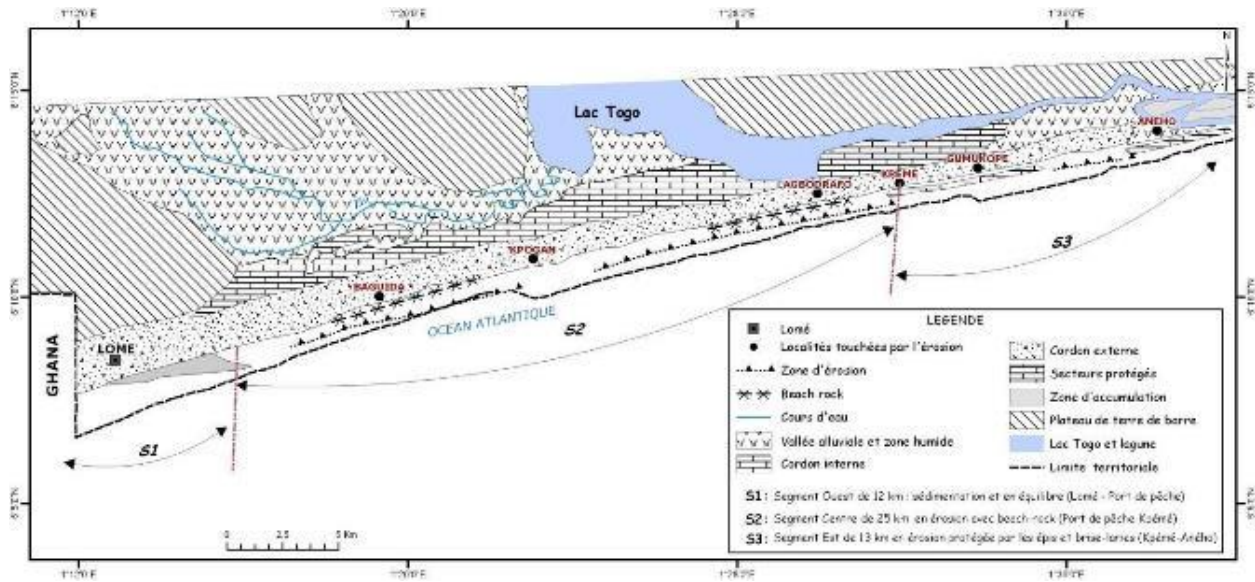 N
Lac Togo
ANEHO
GUMUKOPE
KPEME
AGBODRAFO
KPOGAN
BAGUIDA
LOME
GHANA
OCEAN ATLANTIQUE
S1
S2
S3
0 2.5 5 Km
LEGENDE
Lomé
Localités touchées par l'érosion
Zone d'érosion
Beach rock
Cours d'eau
Vallée alluviale et zone humide
Cordon interne
Cordon externe
Secteurs protégés
Zone d'accumulation
Plateau de terre de barre
Lac Togo et lagune
Limite territoriale
S1 : Segment Ouest de 12 km : sédimentation et en équilibre (Lomé - Port de pêche)
S2 : Segment Centre de 25 km en érosion avec beach-rock (Port de pêche Kpémé)
S3 : Segment Est de 13 km en érosion protégée par les épis et brise-lames (Kpémé-Aného)